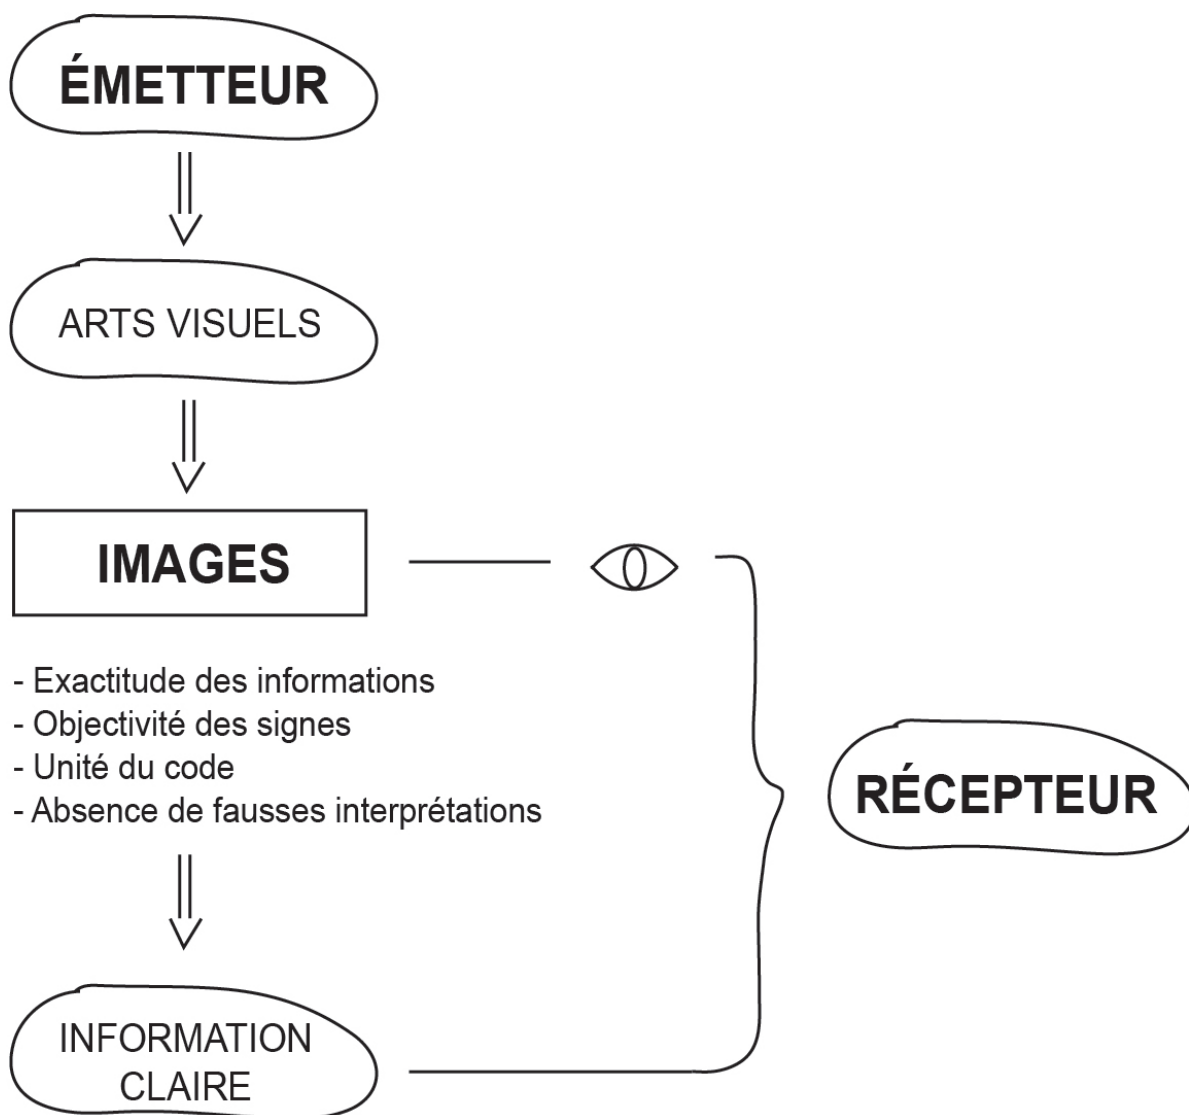 ÉMETTEUR
ARTS VISUELS
IMAGES
- Exactitude des informations
- Objectivité des signes
- Unité du code
- Absence de fausses interprétations
RÉCEPTEUR
INFORMATION
CLAIRE